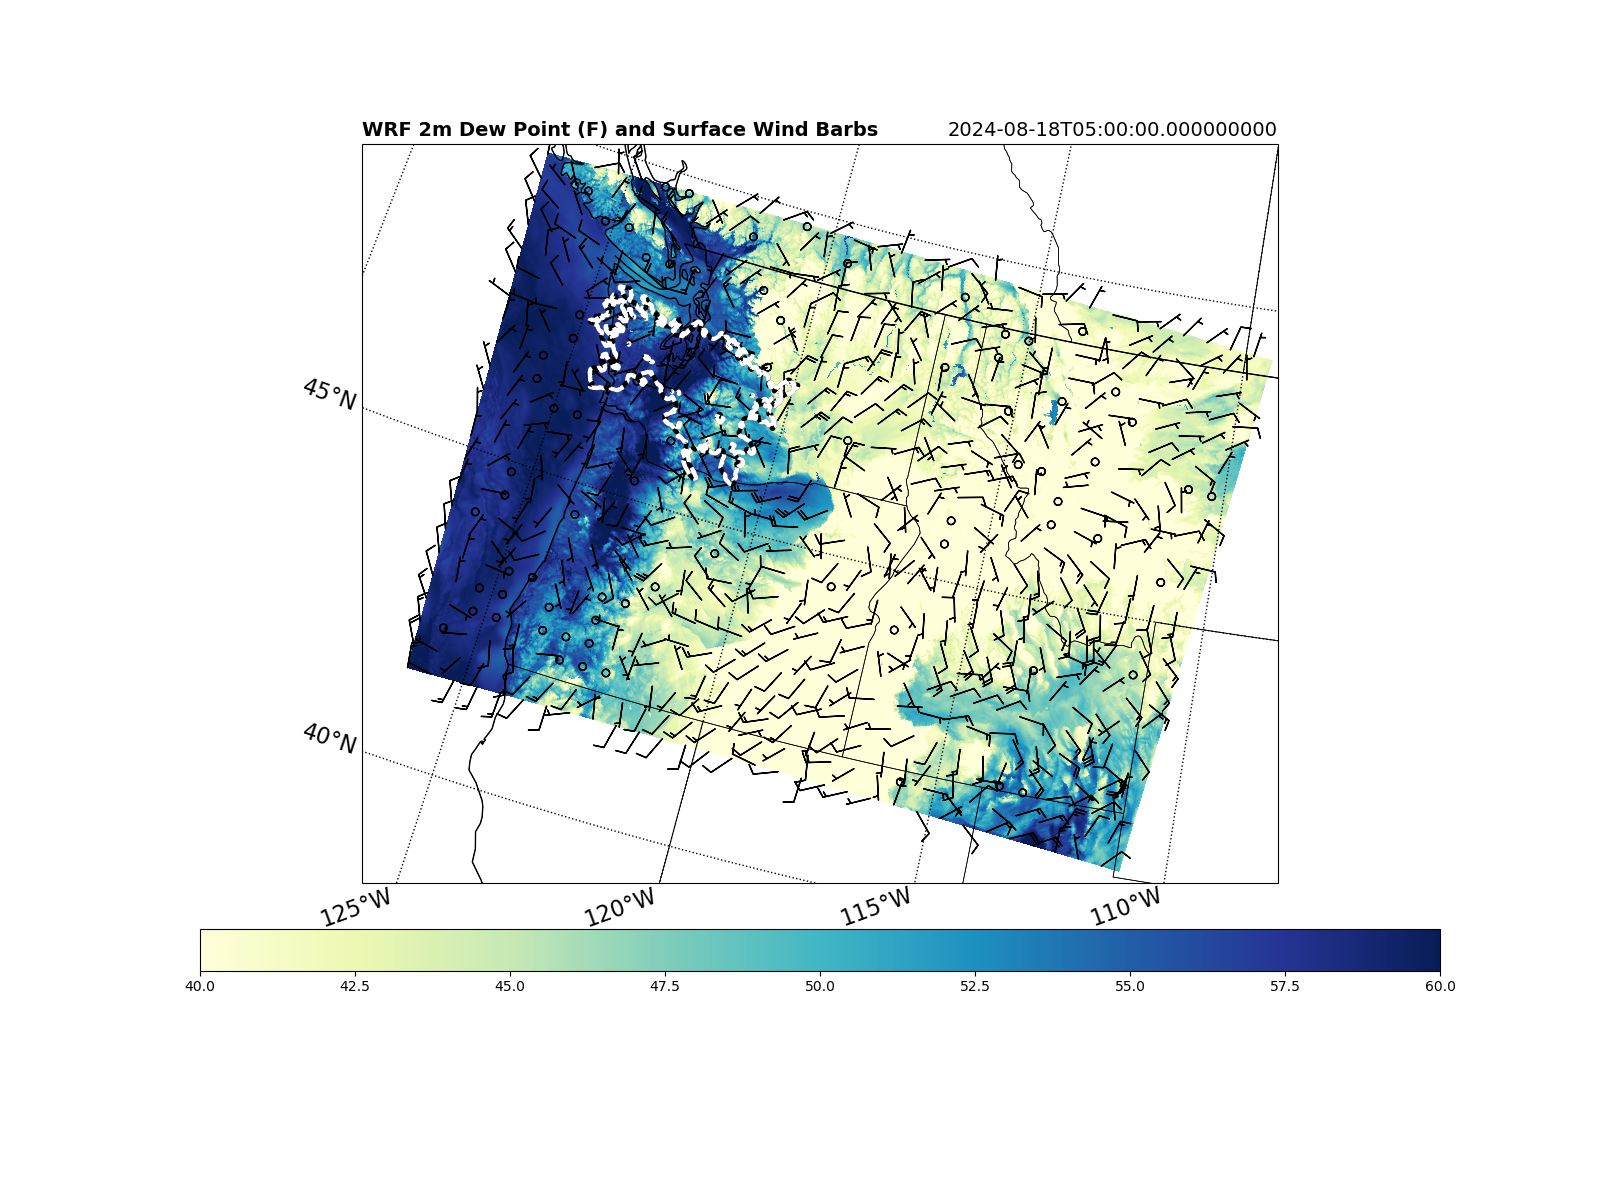 WRF 2m Dew Point (F) and Surface Wind Barbs 2024-08-18T05:00:00.000000000
45°N
40°N
125°W 120°W 115°W 110°W
40.0 42.5 45.0 47.5 50.0 52.5 55.0 57.5 60.0